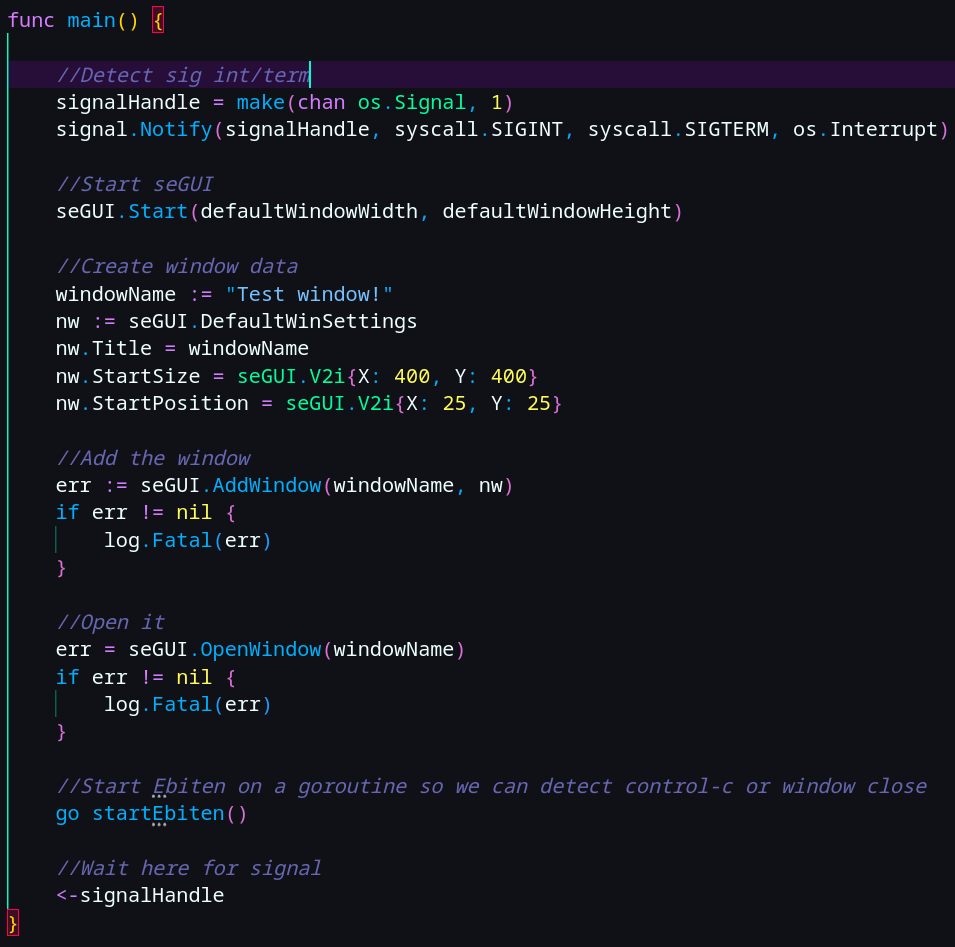 func main() {
//Detect sig int/term
signalHandle = make(chan os.Signal, 1)
signal.Notify(signalHandle, syscall.SIGINT, syscall.SIGTERM, os.Interrupt)
//Start seGUI
seGUI.Start(defaultWindowWidth, defaultWindowHeight)
//Create window data
windowName := "Test window!"
nw := seGUI.DefaultWinSettings
nw.Title = windowName
nw.StartSize = seGUI.V2i{X: 400, Y: 400}
nw.StartPosition = seGUI.V2i{X: 25, Y: 25}
//Add the window
err := seGUI.AddWindow(windowName, nw)
if err != nil {
log.Fatal(err)
}
//Open it
err = seGUI.OpenWindow(windowName)
if err != nil {
log.Fatal(err)
}
//Start Ebiten on a goroutine so we can detect control-c or window close
go startEbiten()
//Wait here for signal
<-signalHandle
}